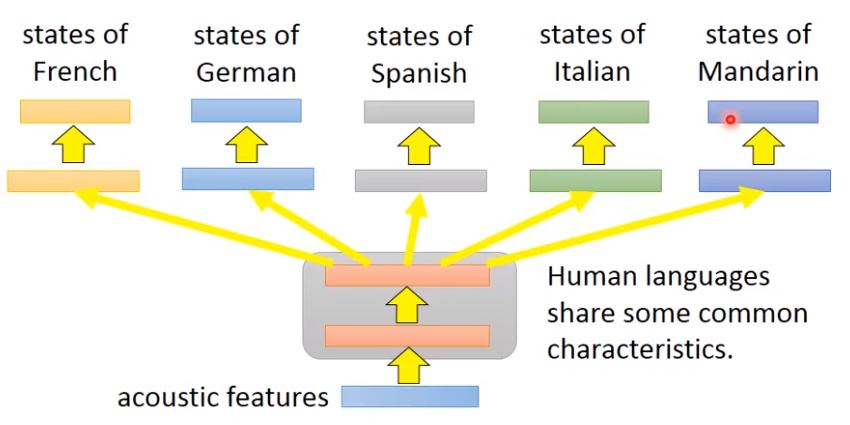 states of
French
states of
German
states of
Spanish
states of
Italian
states of
Mandarin
Human languages
share some common
characteristics.
acoustic features